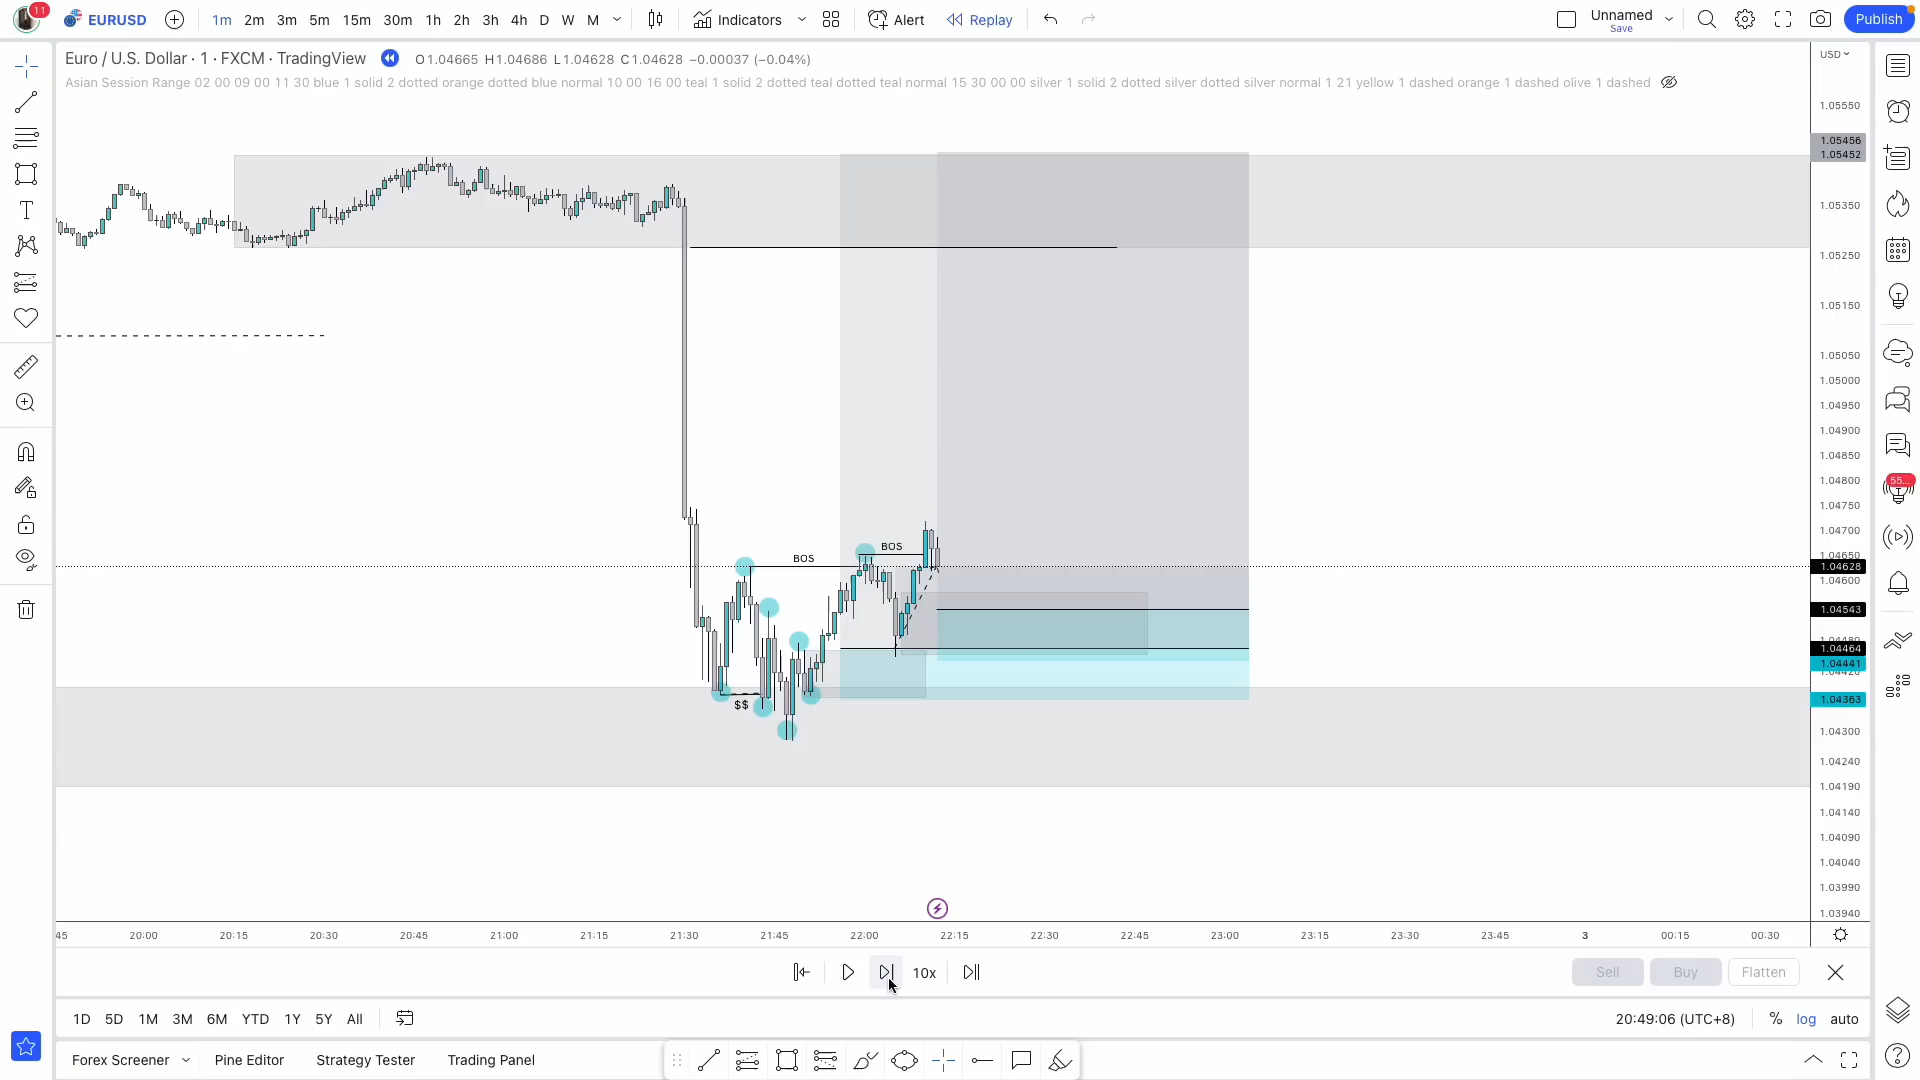 11
EURUSD
1m 2m 3m 5m 15m 30m 1h 2h 3h 4h D W M
Indicators
Alert
Replay
Unnamed
Save
Publish
Euro / U.S. Dollar · 1 · FXCM · TradingView
O1.04665 H1.04686 L1.04628 C1.04628 −0.00037 (−0.04%)
USD
Asian Session Range 02 00 09 00 11 30 blue 1 solid 2 dotted orange dotted blue normal 10 00 16 00 teal 1 solid 2 dotted teal dotted teal normal 15 30 00 00 silver 1 solid 2 dotted silver dotted silver normal 1 21 yellow 1 dashed orange 1 dashed olive 1 dashed
1.05550
1.05456
1.05452
1.05350
1.05250
1.05150
1.05050
1.05000
1.04950
1.04900
1.04850
1.04800
55...
1.04750
1.04700
BOS
BOS
1.04650
1.04628
1.04600
1.04543
1.04464
1.04441
1.04363
$$
1.04300
1.04240
1.04190
1.04140
1.04090
1.04040
1.03990
1.03940
45 20:00 20:15 20:30 20:45 21:00 21:15 21:30 21:45 22:00 22:15 22:30 22:45 23:00 23:15 23:30 23:45 3 00:15 00:30
10x
Sell Buy Flatten
1D 5D 1M 3M 6M YTD 1Y 5Y All
20:49:06 (UTC+8) % log auto
Forex Screener Pine Editor Strategy Tester Trading Panel